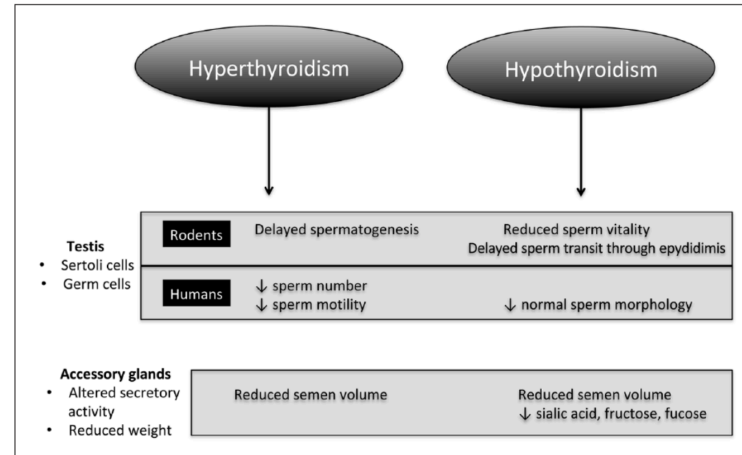 Hyperthyroidism
Hypothyroidism
Testis
• Sertoli cells
• Germ cells
Rodents
Delayed spermatogenesis
Reduced sperm vitality
Delayed sperm transit through epydidimis
Humans
↓ sperm number
↓ sperm motility
↓ normal sperm morphology
Accessory glands
• Altered secretory
activity
• Reduced weight
Reduced semen volume
Reduced semen volume
↓ sialic acid, fructose, fucose